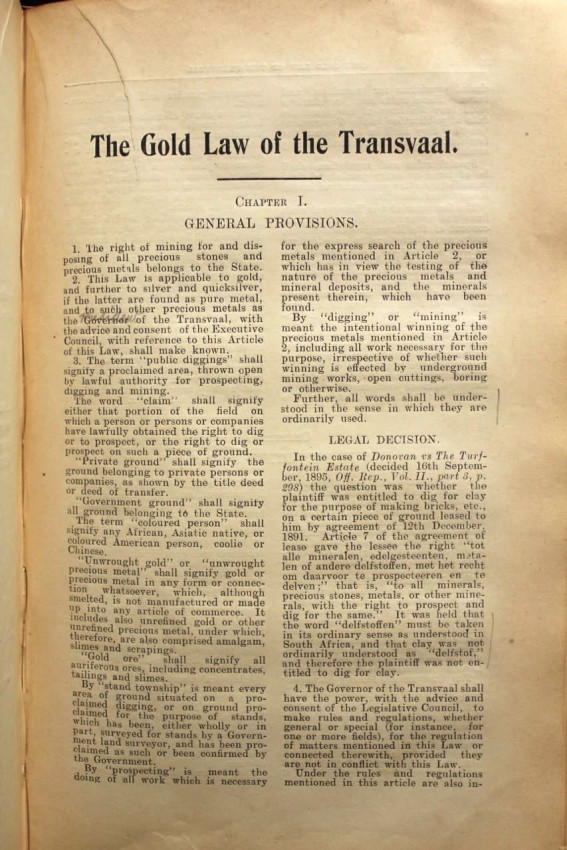 The Gold Law of the Transvaal.
CHAPTER I.
GENERAL PROVISIONS.
1. The right of mining for and dis-
posing of all precious stones and
precious metals belongs to the State.
2. This Law is applicable to gold,
and further to silver and quicksilver,
if the latter are found as pure metal,
and to such other precious metals as
the Governor of the Transvaal, with
the advice and consent of the Executive
Council, with reference to this Article
of this Law, shall make known.
3. The term "public diggings" shall
signify a proclaimed area, thrown open
by lawful authority for prospecting,
digging and mining.
The word "claim" shall signify
either that portion of the field on
which a person or persons or companies
have lawfully obtained the right to dig
or to prospect, or the right to dig or
prospect on such a piece of ground.
"Private ground" shall signify the
ground belonging to private persons or
companies, as shown by the title deed
or deed of transfer.
"Government ground" shall signify
all ground belonging to the State.
The term "coloured person" shall
signify any African, Asiatic native, or
coloured American person, coolie or
Chinese.
"Unwrought gold" or "unwrought
precious metal" shall signify gold or
precious metal in any form or connec-
tion whatsoever, which, although
smelted, is not manufactured or made
up into any article of commerce. It
includes also unrefined gold or other
unrefined precious metal, under which,
therefore, are also comprised amalgam,
slimes and scrapings.
"Gold ore" shall signify all
auriferous ores, including concentrates,
tailings and slimes.
By "stand township" is meant every
area of ground situated on a pro-
claimed digging, or on ground pro-
claimed for the purpose of stands,
which has been, either wholly or in
part, surveyed for stands by a Govern-
ment land surveyor, and has been pro-
claimed as such or been confirmed by
the Government.
By "prospecting" is meant the
doing of all work which is necessary
for the express search of the precious
metals mentioned in Article 2, or
which has in view the testing of the
nature of the precious metals and
mineral deposits, and the minerals
present therein, which have been
found.
By "digging" or "mining" is
meant the intentional winning of the
precious metals mentioned in Article
2, including all work necessary for the
purpose, irrespective of whether such
winning is effected by underground
mining works, open cuttings, boring
or otherwise.
Further, all words shall be under-
stood in the sense in which they are
ordinarily used.
LEGAL DECISION.
In the case of Donovan vs The Turf-
fontein Estate (decided 16th Septem-
ber, 1895, Off. Rep., Vol. II., part 3, p.
298) the question was whether the
plaintiff was entitled to dig for clay
for the purpose of making bricks, etc.,
on a certain piece of ground leased to
him by agreement of 12th December,
1891. Article 7 of the agreement of
lease gave the lessee the right "tot
alle mineralen, edelgesteenten, meta-
len of andere delfstoffen, met het recht
om daarvoor te prospecteeren en te
delven;" that is, "to all minerals,
precious stones, metals, or other mine-
rals, with the right to prospect and
dig for the same." It was held that
the word "delfstoffen" must be taken
in its ordinary sense as understood in
South Africa, and that clay was not
ordinarily understood as "delfstof,"
and therefore the plaintiff was not en-
titled to dig for clay.
4. The Governor of the Transvaal shall
have the power, with the advice and
consent of the Legislative Council, to
make rules and regulations, whether
general or special (for instance, for
one or more fields), for the regulation
of matters mentioned in this Law or
connected therewith, provided they
are not in conflict with this Law.
Under the rules and regulations
mentioned in this article are also in-